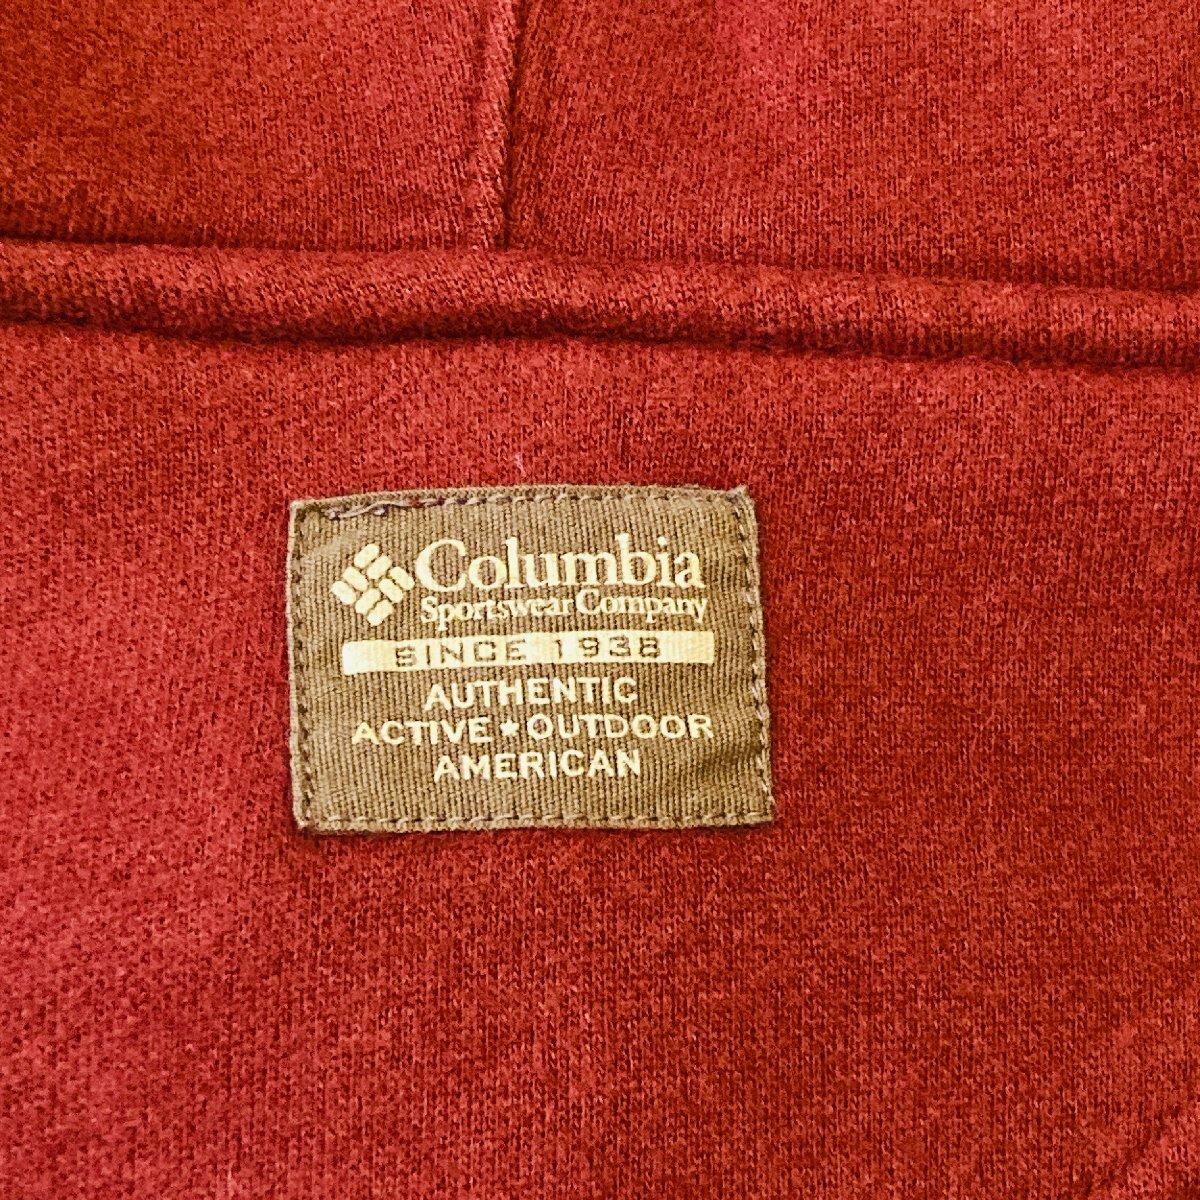 Columbia
Sportswear Company
SINCE 1938
AUTHENTIC
ACTIVE★OUTDOOR
AMERICAN